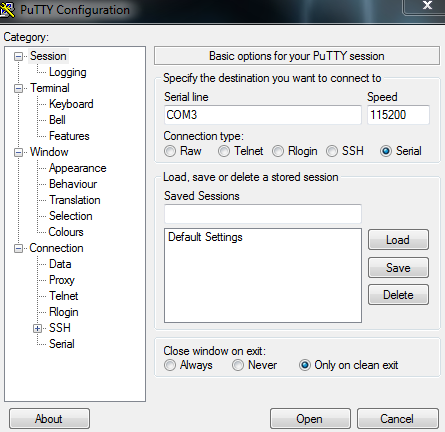 PuTTY Configuration
Category:
Session
Logging
Terminal
Keyboard
Bell
Features
Window
Appearance
Behaviour
Translation
Selection
Colours
Connection
Data
Proxy
Telnet
Rlogin
SSH
Serial
Basic options for your PuTTY session
Specify the destination you want to connect to
Serial line Speed
COM3 115200
Connection type:
Raw Telnet Rlogin SSH Serial
Load, save or delete a stored session
Saved Sessions
Default Settings
Load
Save
Delete
Close window on exit:
Always Never Only on clean exit
About Open Cancel